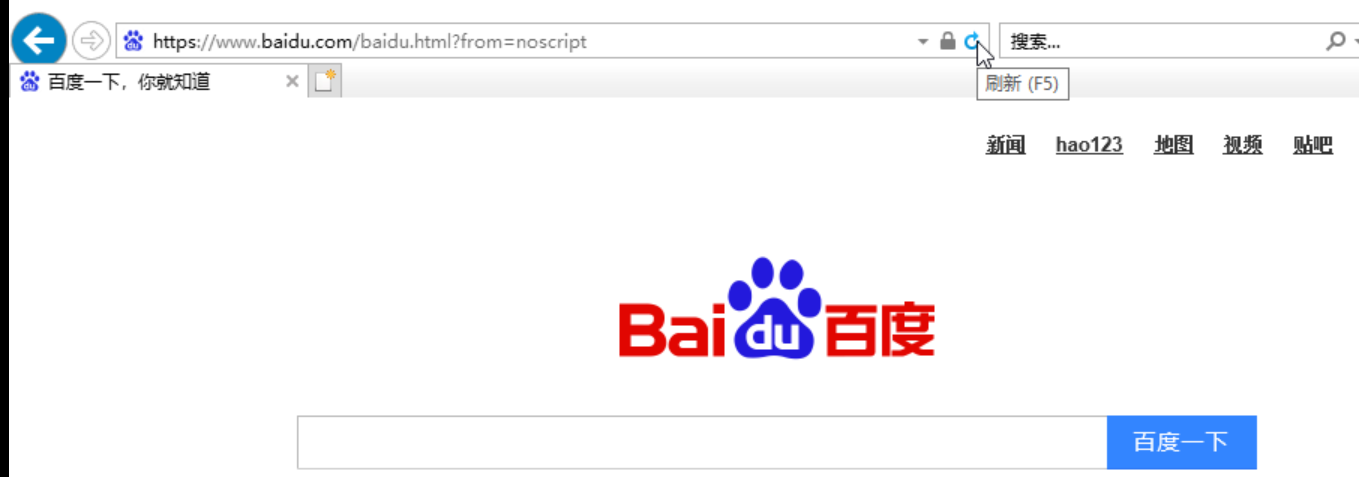 https://www.baidu.com/baidu.html?from=noscript
搜索...
百度一下，你就知道
刷新 (F5)
新闻 hao123 地图 视频 贴吧
Bai du 百度
百度一下